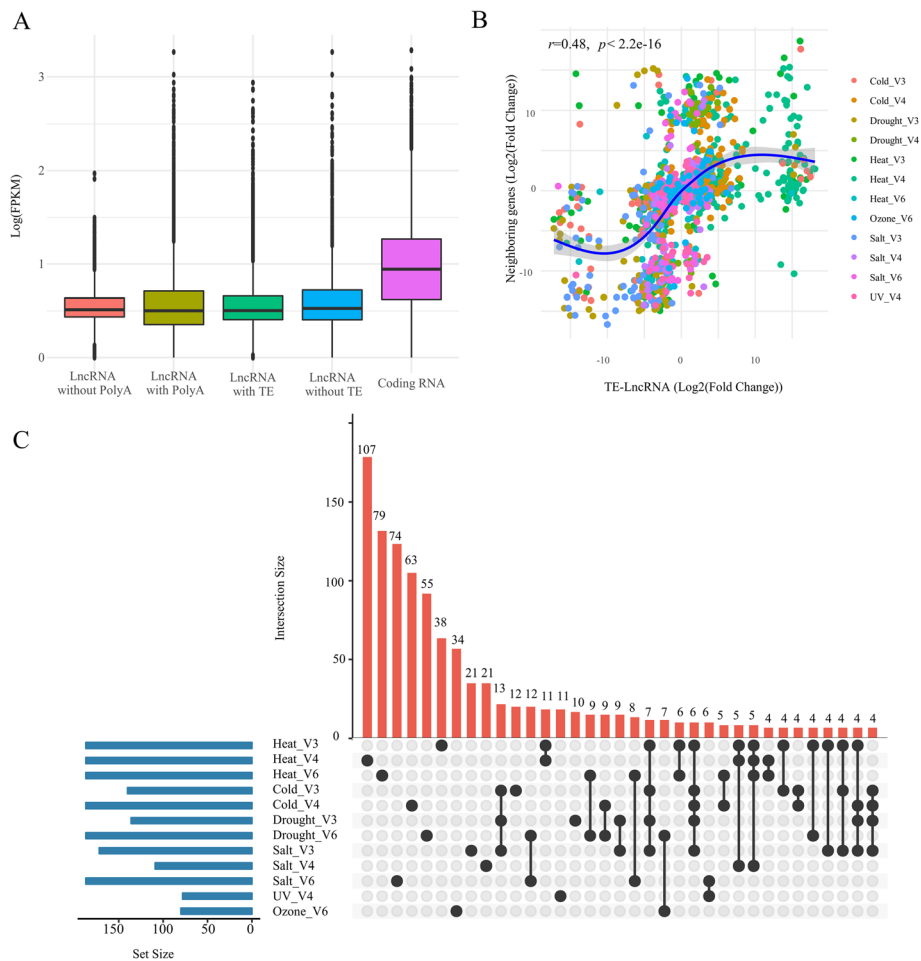 A
Log(FPKM)
3
2
1
0
LncRNA
without PolyA
LncRNA
with PolyA
LncRNA
with TE
LncRNA
without TE
Coding RNA
B
r=0.48, p< 2.2e-16
Neighboring genes (Log2(Fold Change))
10
0
-10
-10 0 10
TE-LncRNA (Log2(Fold Change))
Cold_V3
Cold_V4
Drought_V3
Drought_V4
Heat_V3
Heat_V4
Heat_V6
Ozone_V6
Salt_V3
Salt_V4
Salt_V6
UV_V4
C
Intersection Size
150
100
50
0
107 79 74 63 55 38 34 21 21 13 12 12 11 11 10 9 9 9 8 7 7 6 6 6 5 5 5 4 4 4 4 4 4 4 4
Heat_V3
Heat_V4
Heat_V6
Cold_V3
Cold_V4
Drought_V3
Drought_V6
Salt_V3
Salt_V4
Salt_V6
UV_V4
Ozone_V6
150 100 50 0
Set Size